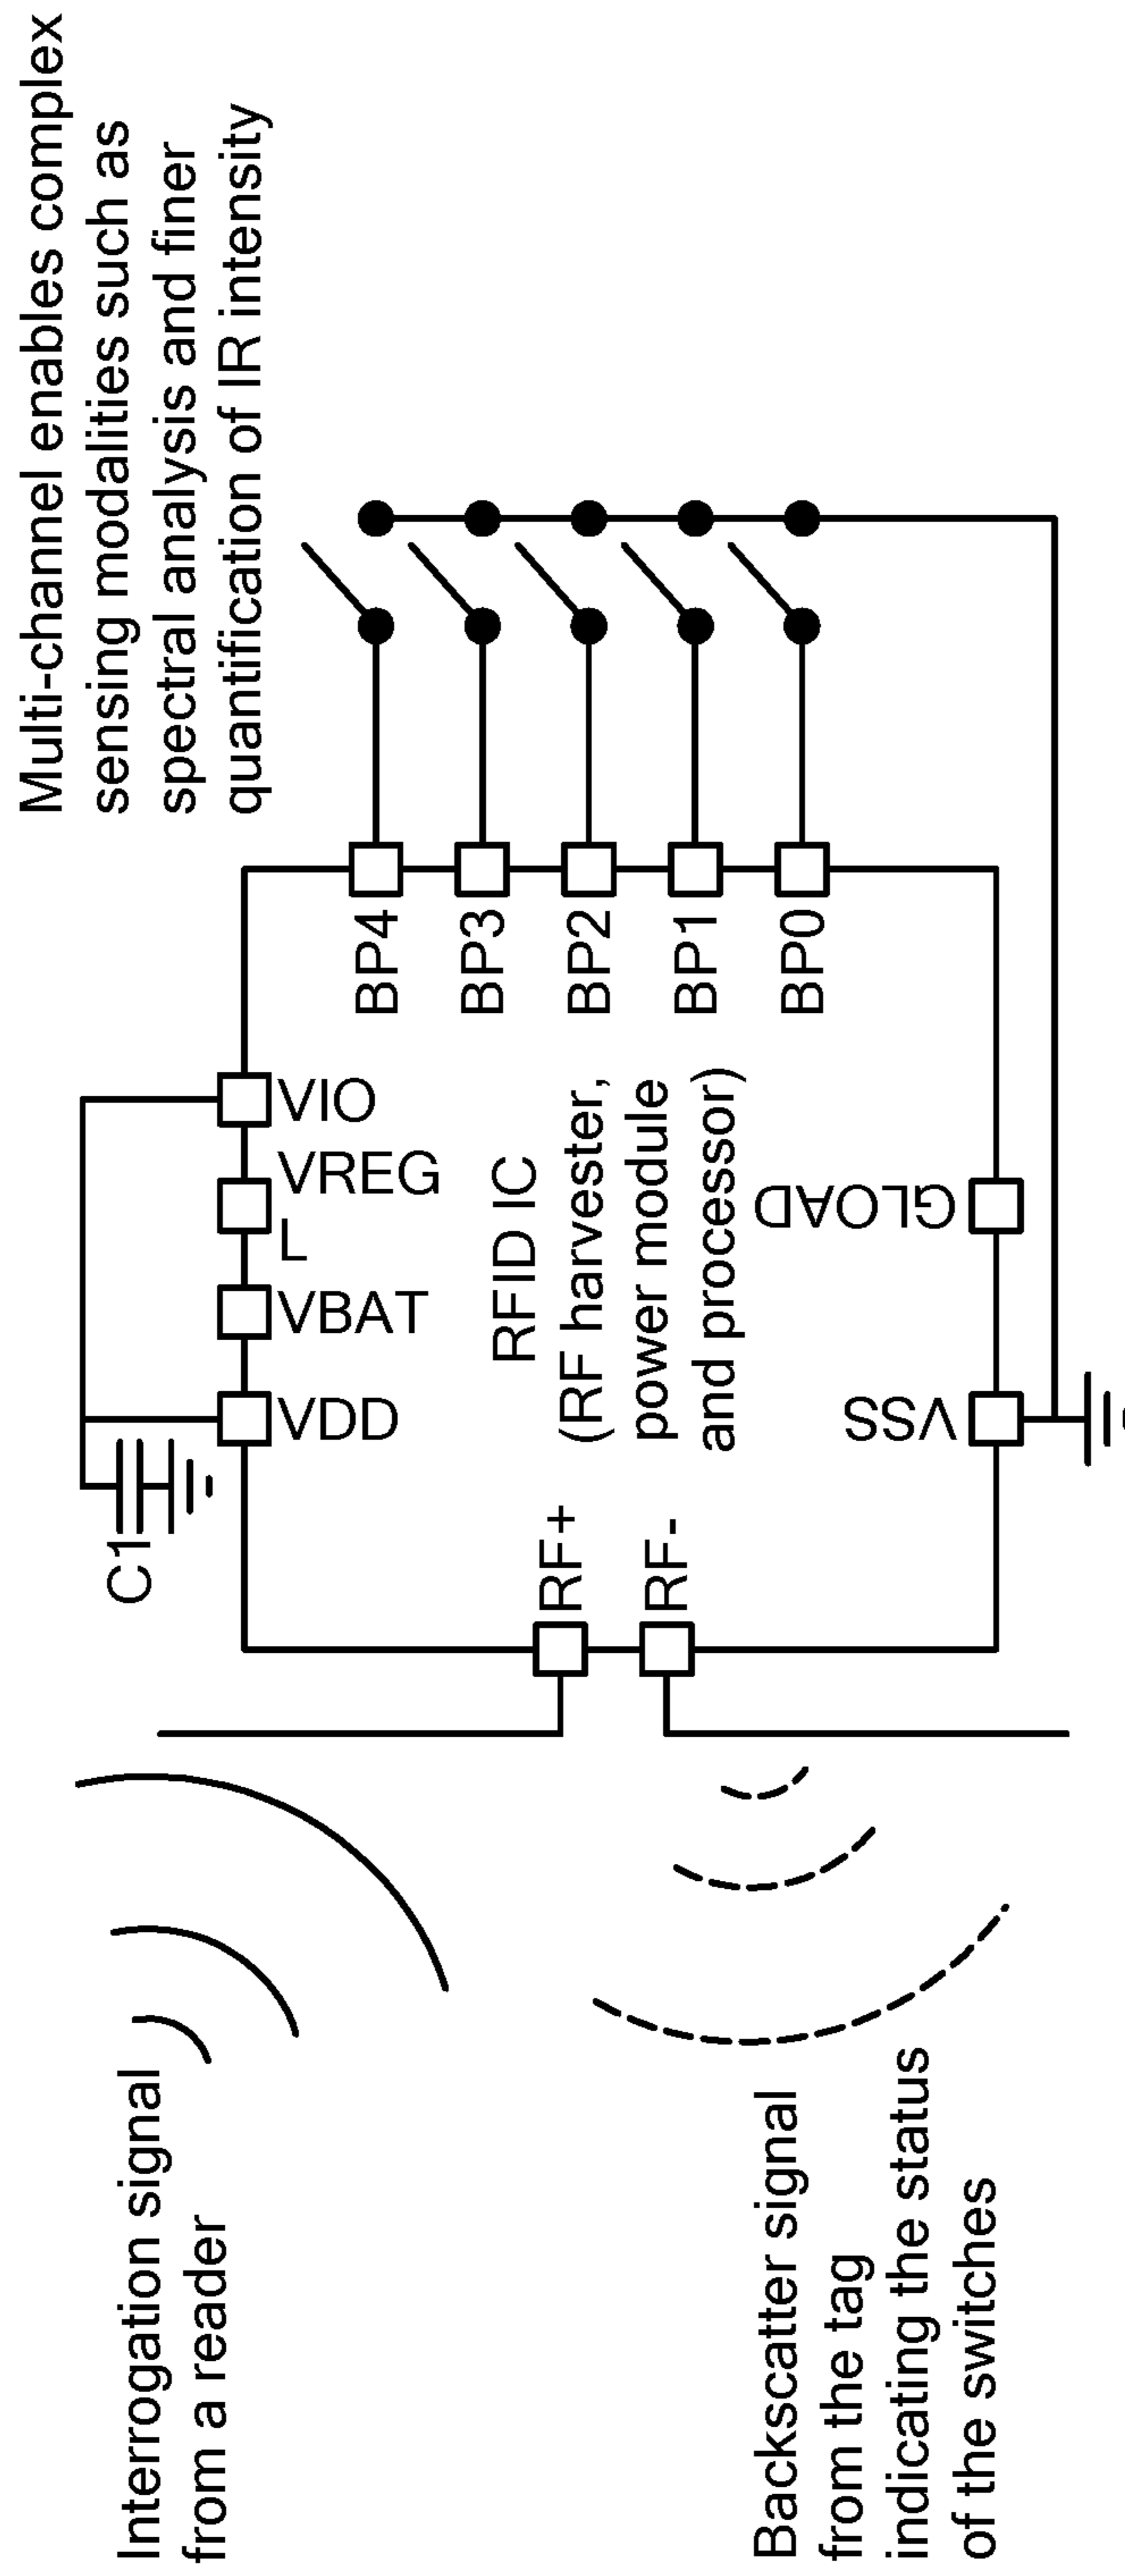 Multi-channel enables complex
sensing modalities such as
spectral analysis and finer
quantification of IR intensity
Interrogation signal
from a reader
C1
VDD
VBAT
VREG
L
VIO
RF+
RF-
RFID IC
(RF harvester,
power module
and processor)
BP4
BP3
BP2
BP1
BP0
VSS
GLOAD
Backscatter signal
from the tag
indicating the status
of the switches